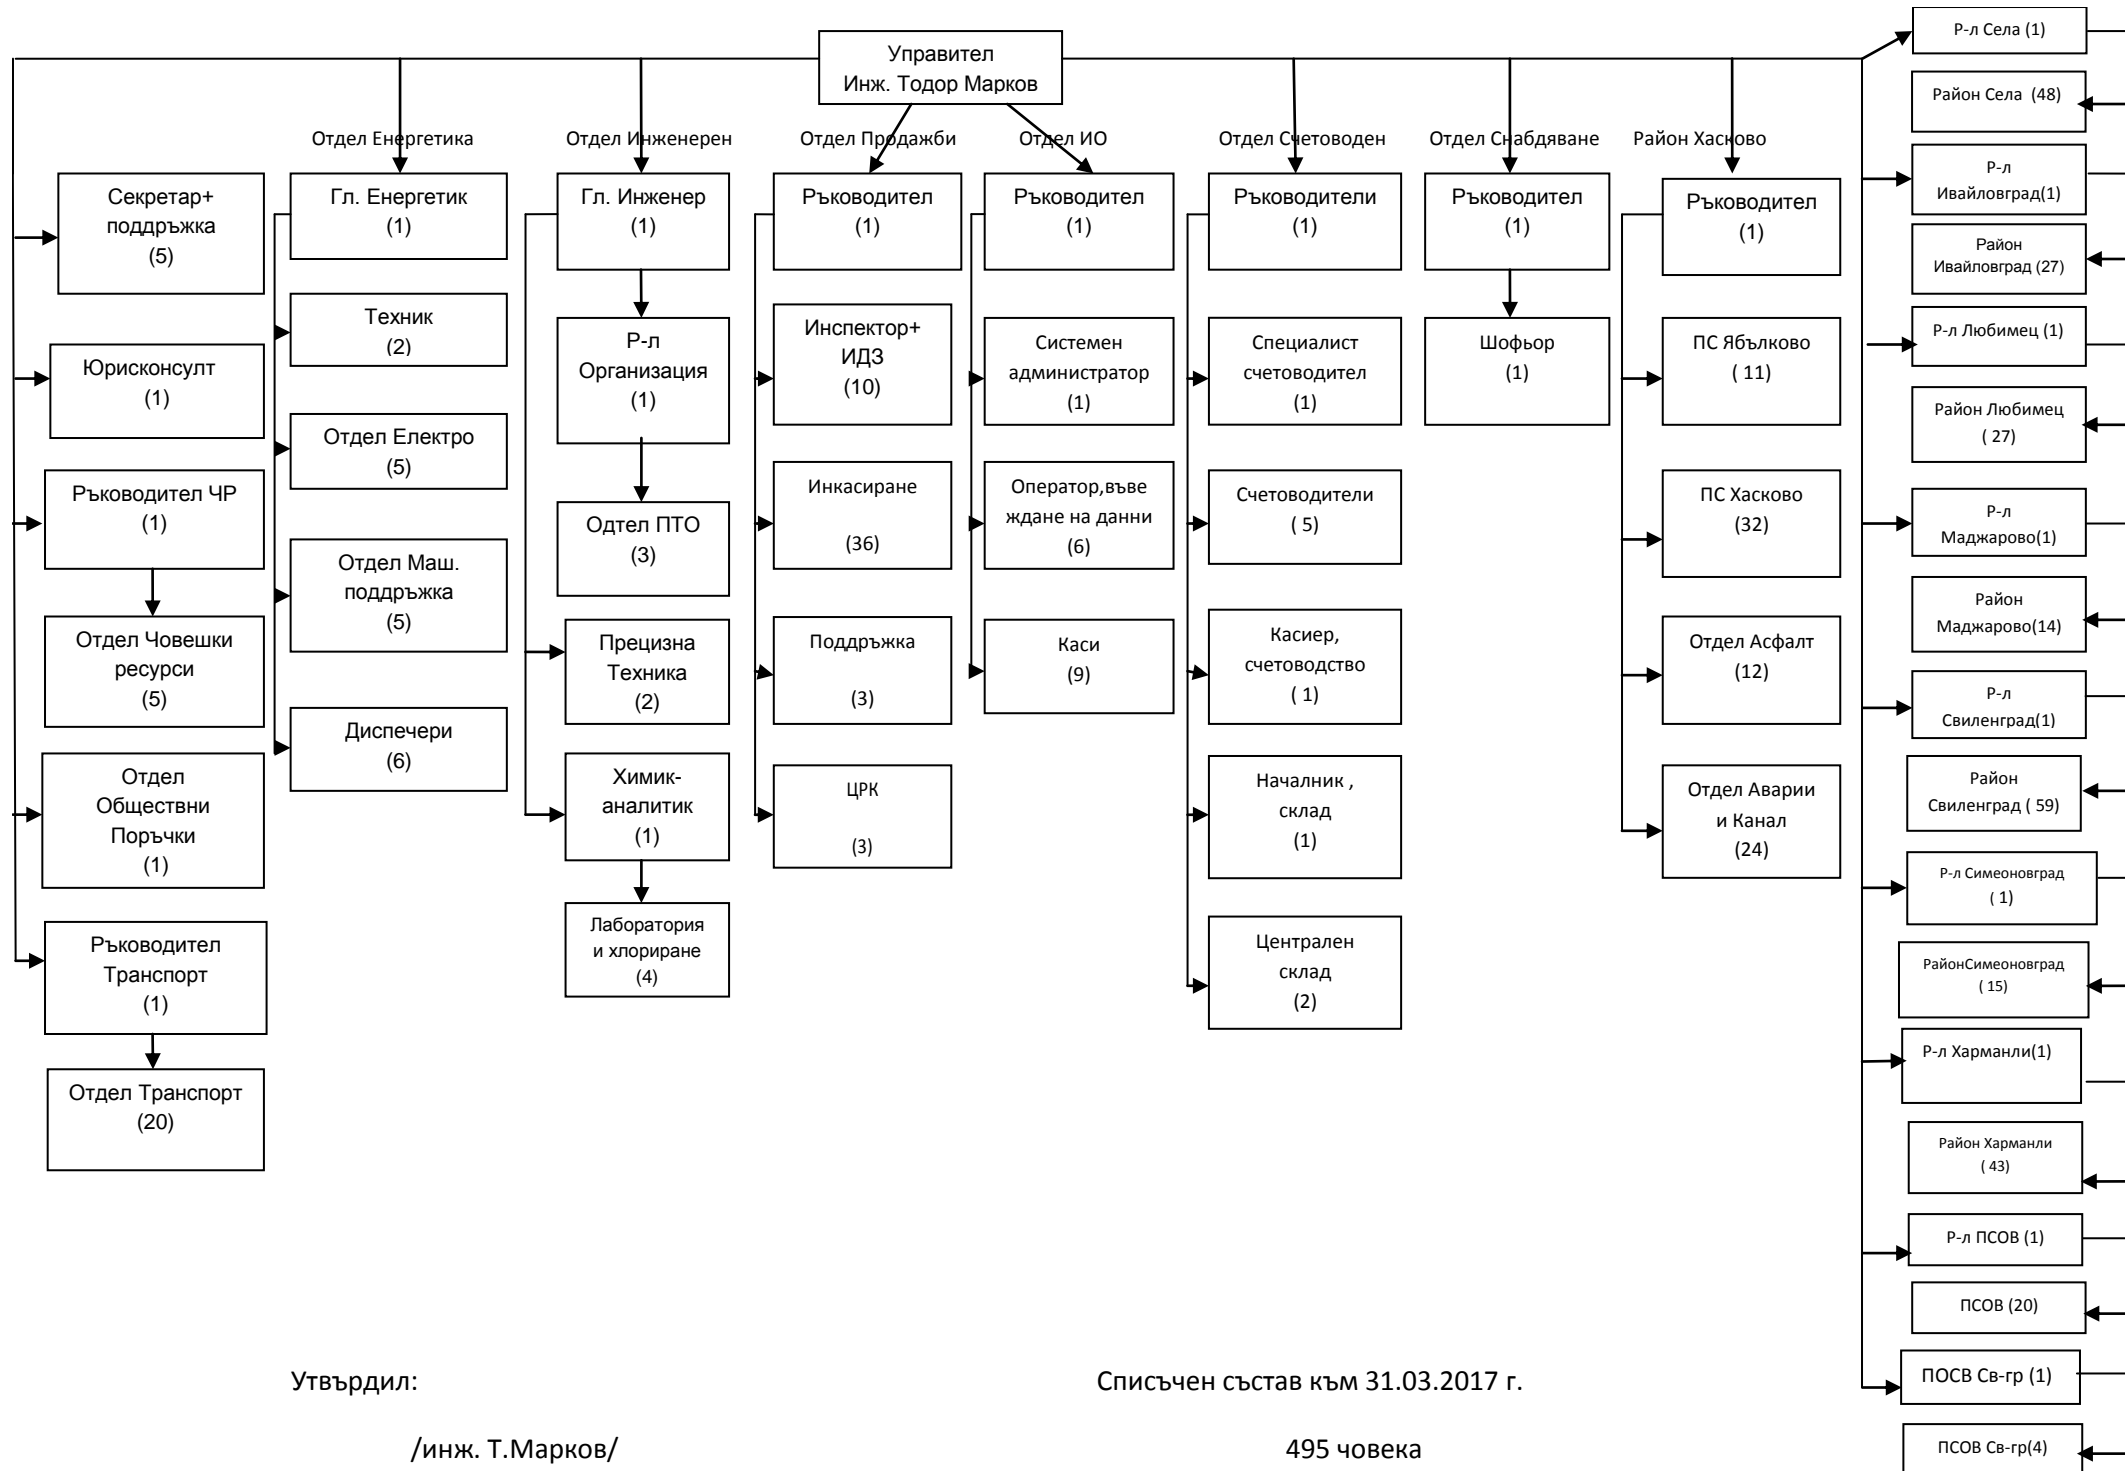 Управител
Инж. Тодор Марков
Отдел Енергетика
Отдел Инженерен
Отдел Продажби
Отдел ИО
Отдел Счетоводен
Отдел Снабдяване
Район Хасково
Секретар+
поддръжка
(5)
Юрисконсулт
(1)
Ръководител ЧР
(1)
Отдел Човешки
ресурси
(5)
Отдел
Обществни
Поръчки
(1)
Ръководител
Транспорт
(1)
Отдел Транспорт
(20)
Гл. Енергетик
(1)
Техник
(2)
Отдел Електро
(5)
Отдел Маш.
поддръжка
(5)
Диспечери
(6)
Гл. Инженер
(1)
Р-л
Организация
(1)
Одтел ПТО
(3)
Прецизна
Техника
(2)
Химик-
аналитик
(1)
Лаборатория
и хлориране
(4)
Ръководител
(1)
Инспектор+
ИДЗ
(10)
Инкасиране
(36)
Поддръжка
(3)
ЦРК
(3)
Ръководител
(1)
Системен
администратор
(1)
Оператор,въве
ждане на данни
(6)
Каси
(9)
Ръководители
(1)
Специалист
счетоводител
(1)
Счетоводители
( 5)
Касиер,
счетоводство
( 1)
Началник ,
склад
(1)
Централен
склад
(2)
Ръководител
(1)
Шофьор
(1)
Ръководител
(1)
ПС Ябълково
( 11)
ПС Хасково
(32)
Отдел Асфалт
(12)
Отдел Аварии
и Канал
(24)
Р-л Села (1)
Район Села (48)
Р-л
Ивайловград(1)
Район
Ивайловград (27)
Р-л Любимец (1)
Район Любимец
( 27)
Р-л
Маджарово(1)
Район
Маджарово(14)
Р-л
Свиленград(1)
Район
Свиленград ( 59)
Р-л Симеоновград
( 1)
РайонСимеоновград
( 15)
Р-л Харманли(1)
Район Харманли
( 43)
Р-л ПСОВ (1)
ПСОВ (20)
ПОСВ Св-гр (1)
ПСОВ Св-гр(4)
Утвърдил:
/инж. Т.Марков/
Списъчен състав към 31.03.2017 г.
495 човека